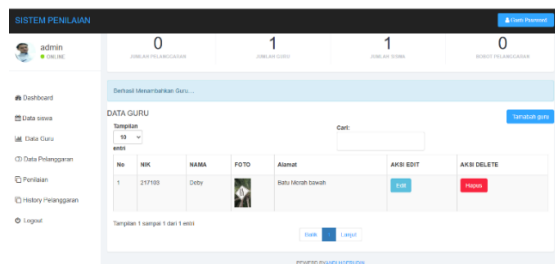 SISTEM PENILAIAN
Ganti Password
admin
ONLINE
0
JUMLAH PELANGGARAN
1
JUMLAH GURU
1
JUMLAH SISWA
0
Dashboard
Data siswa
Data Guru
Data Pelanggaran
Penilaian
History Pelanggaran
Logout
Berhasil Menambahkan Guru....
DATA GURU
Tambah guru
Tampilan
10
entri
Cari:
No NIK NAMA FOTO Alamat AKSI EDIT AKSI DELETE
1 217103 Deby Batu Merah bawah Edit Hapus
Tampilan 1 sampai 1 dari 1 entri
Balik 1 Lanjut